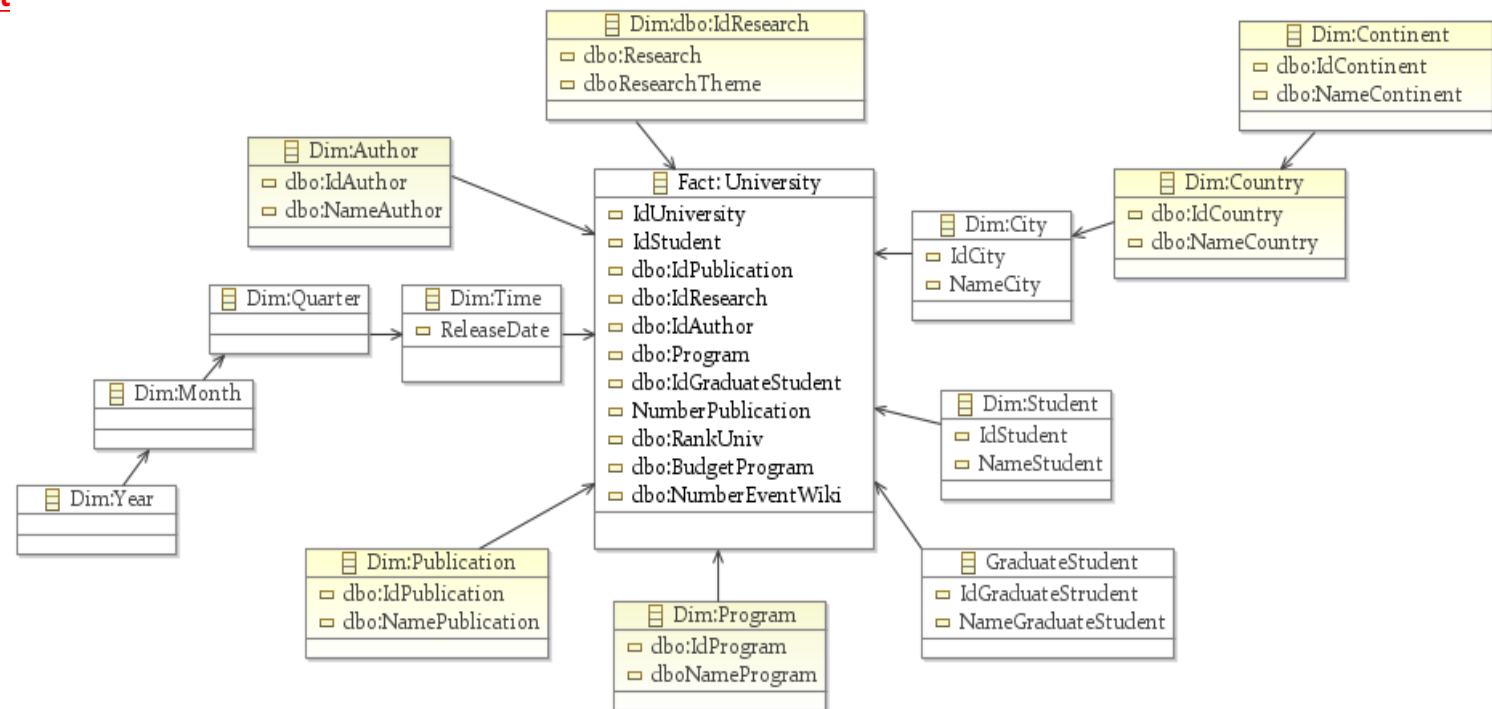 t
Dim:dbo:IdResearch
dbo:Research
dboResearchTheme
Dim:Continent
dbo:IdContinent
dbo:NameContinent
Dim:Author
dbo:IdAuthor
dbo:NameAuthor
Fact: University
IdUniversity
IdStudent
dbo:IdPublication
dbo:IdResearch
dbo:IdAuthor
dbo:Program
dbo:IdGraduateStudent
NumberPublication
dbo:RankUniv
dbo:BudgetProgram
dbo:NumberEventWiki
Dim:Country
dbo:IdCountry
dbo:NameCountry
Dim:City
IdCity
NameCity
Dim:Quarter
Dim:Time
ReleaseDate
Dim:Month
Dim:Year
Dim:Student
IdStudent
NameStudent
Dim:Publication
dbo:IdPublication
dbo:NamePublication
Dim:Program
dbo:IdProgram
dboNameProgram
GraduateStudent
IdGraduateStrudent
NameGraduateStudent